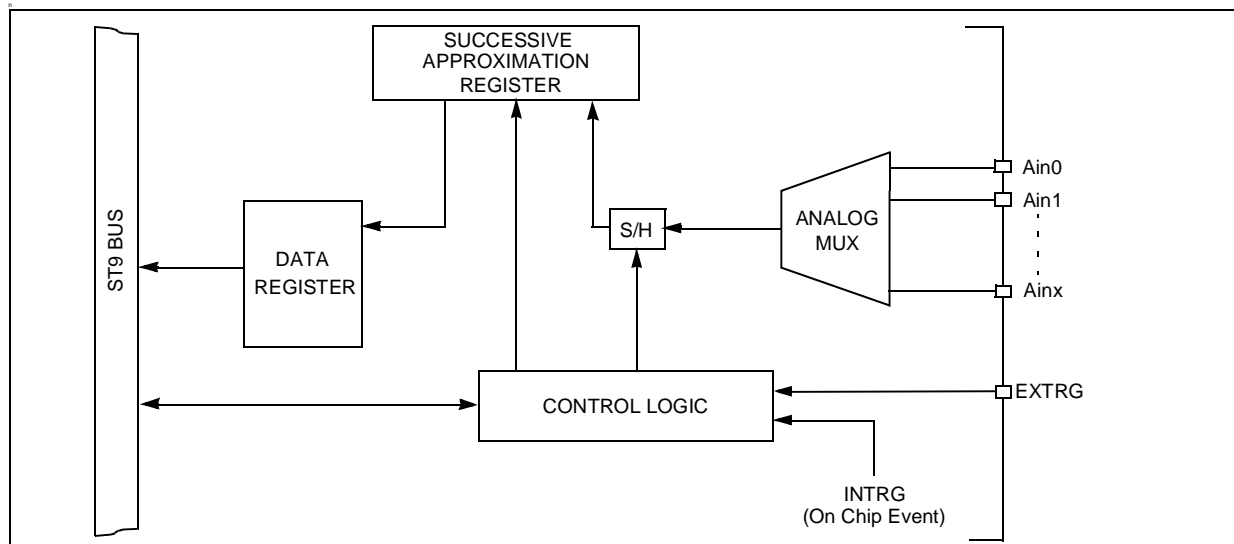 SUCCESSIVE
APPROXIMATION
REGISTER
Ain0
Ain1
ANALOG
MUX
S/H
ST9 BUS
DATA
REGISTER
Ainx
EXTRG
CONTROL LOGIC
INTRG
(On Chip Event)